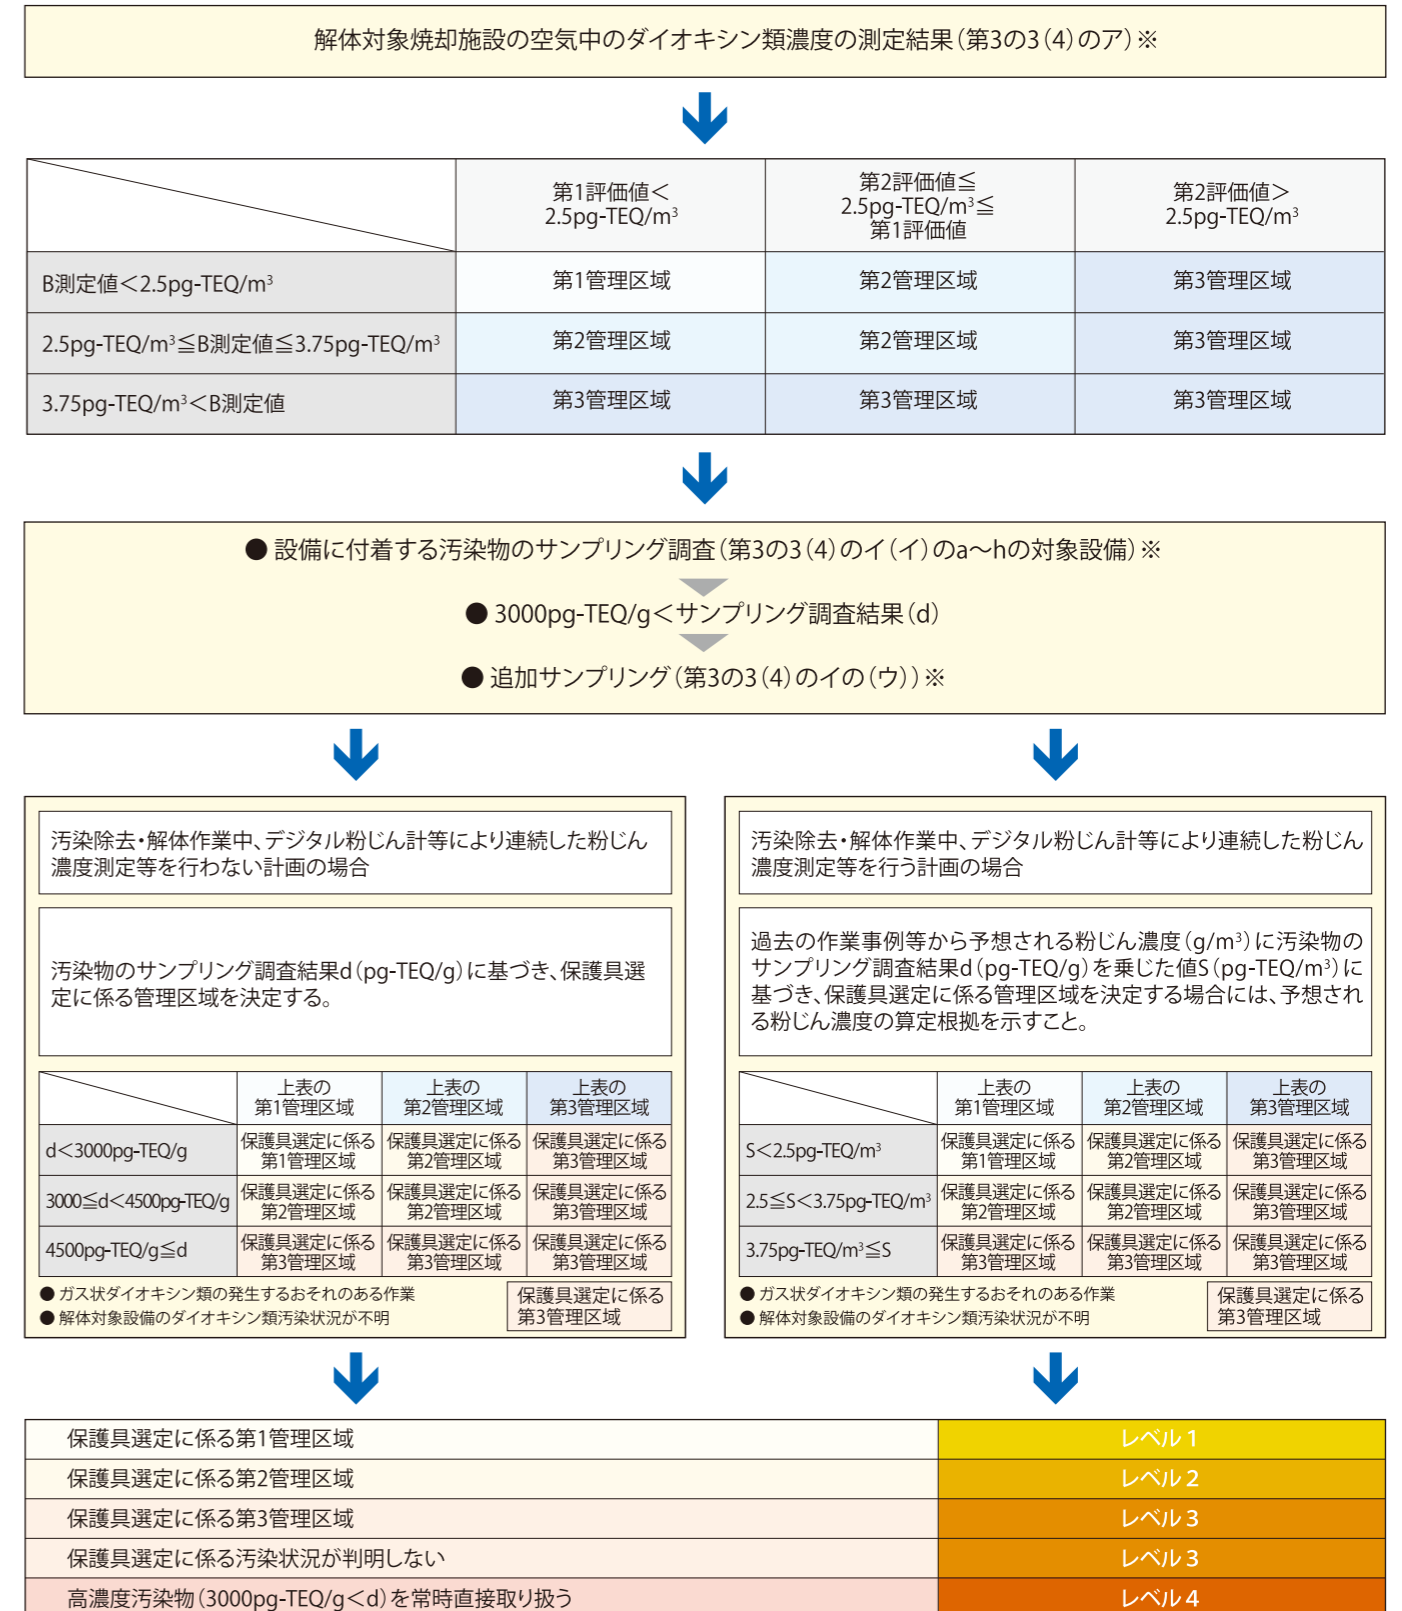 解体対象焼却施設の空気中のダイオキシン類濃度の測定結果（第3の3（4）のア）※
第1評価値＜
2.5pg-TEQ/m³
第2評価値≦
2.5pg-TEQ/m³≦
第1評価値
第2評価値＞
2.5pg-TEQ/m³
B測定値＜2.5pg-TEQ/m³
第1管理区域
第2管理区域
第3管理区域
2.5pg-TEQ/m³≦B測定値≦3.75pg-TEQ/m³
第2管理区域
第2管理区域
第3管理区域
3.75pg-TEQ/m³＜B測定値
第3管理区域
第3管理区域
第3管理区域
● 設備に付着する汚染物のサンプリング調査（第3の3（4）のイ（イ）のa～hの対象設備）※
● 3000pg-TEQ/g＜サンプリング調査結果（d）
● 追加サンプリング（第3の3（4）のイの（ウ））※
汚染除去・解体作業中、デジタル粉じん計等により連続した粉じん
濃度測定等を行わない計画の場合
汚染物のサンプリング調査結果d（pg-TEQ/g）に基づき、保護具選
定に係る管理区域を決定する。
上表の
第1管理区域
上表の
第2管理区域
上表の
第3管理区域
d＜3000pg-TEQ/g
保護具選定に係る
第1管理区域
保護具選定に係る
第2管理区域
保護具選定に係る
第3管理区域
3000≦d＜4500pg-TEQ/g
保護具選定に係る
第2管理区域
保護具選定に係る
第2管理区域
保護具選定に係る
第3管理区域
4500pg-TEQ/g≦d
保護具選定に係る
第3管理区域
保護具選定に係る
第3管理区域
保護具選定に係る
第3管理区域
● ガス状ダイオキシン類の発生するおそれのある作業
● 解体対象設備のダイオキシン類汚染状況が不明
保護具選定に係る
第3管理区域
汚染除去・解体作業中、デジタル粉じん計等により連続した粉じん
濃度測定等を行う計画の場合
過去の作業事例等から予想される粉じん濃度（g/m³）に汚染物の
サンプリング調査結果d（pg-TEQ/g）を乗じた値S（pg-TEQ/m³）に
基づき、保護具選定に係る管理区域を決定する場合には、予想され
る粉じん濃度の算定根拠を示すこと。
上表の
第1管理区域
上表の
第2管理区域
上表の
第3管理区域
S＜2.5pg-TEQ/m³
保護具選定に係る
第1管理区域
保護具選定に係る
第2管理区域
保護具選定に係る
第3管理区域
2.5≦S＜3.75pg-TEQ/m³
保護具選定に係る
第2管理区域
保護具選定に係る
第2管理区域
保護具選定に係る
第3管理区域
3.75pg-TEQ/m³≦S
保護具選定に係る
第3管理区域
保護具選定に係る
第3管理区域
保護具選定に係る
第3管理区域
● ガス状ダイオキシン類の発生するおそれのある作業
● 解体対象設備のダイオキシン類汚染状況が不明
保護具選定に係る
第3管理区域
保護具選定に係る第1管理区域
レベル 1
保護具選定に係る第2管理区域
レベル 2
保護具選定に係る第3管理区域
レベル 3
保護具選定に係る汚染状況が判明しない
レベル 3
高濃度汚染物（3000pg-TEQ/g＜d）を常時直接取り扱う
レベル 4